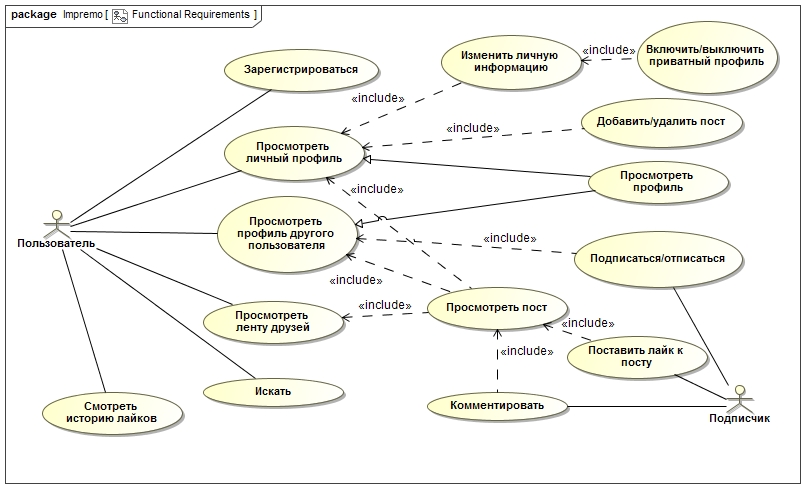 package Impremo [ Functional Requirements ]
Зарегистрироваться
Изменить личную
информацию
«include»
Включить/выключить
приватный профиль
«include»
Добавить/удалить пост
«include»
Просмотреть
личный профиль
Просмотреть
профиль
«include»
Просмотреть
профиль другого
пользователя
Пользователь
«include»
Подписаться/отписаться
«include»
Просмотреть
ленту друзей
«include»
Просмотреть пост
«include»
Поставить лайк к
посту
«include»
Искать
Смотреть
историю лайков
Комментировать
Подписчик